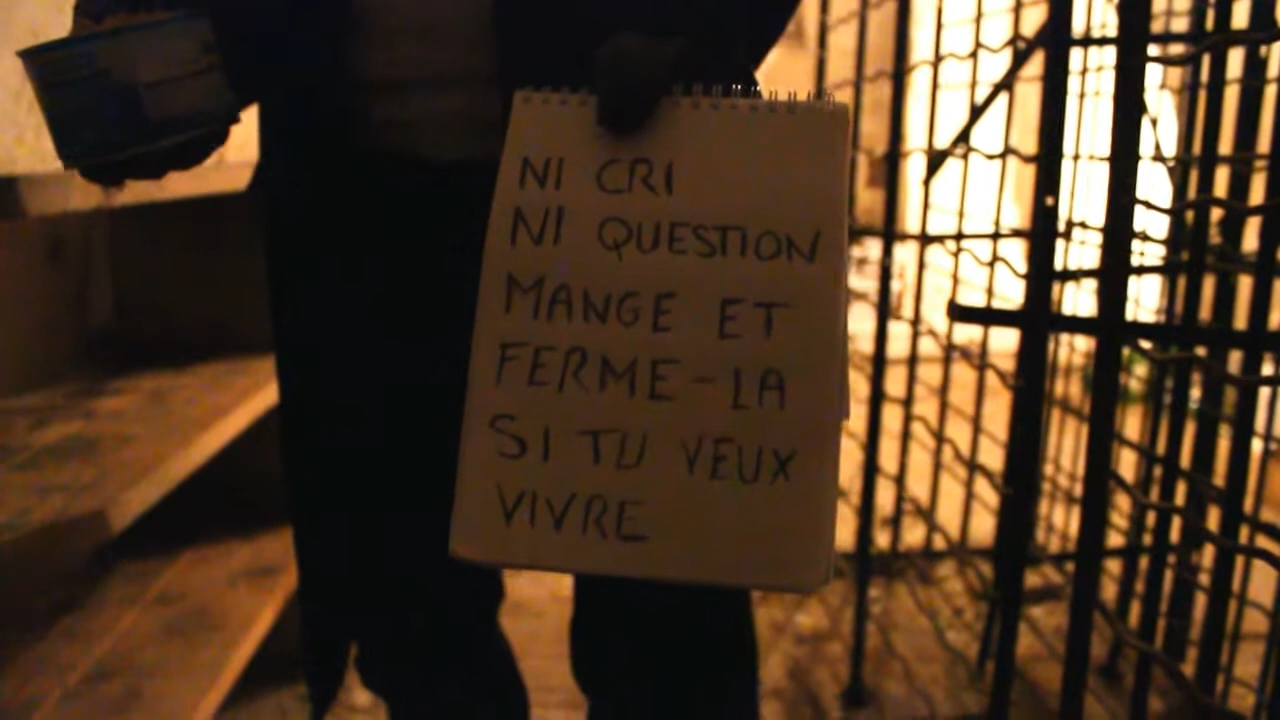 NI CRI
NI QUESTION
MANGE ET
FERME-LA
SI TU VEUX
VIVRE